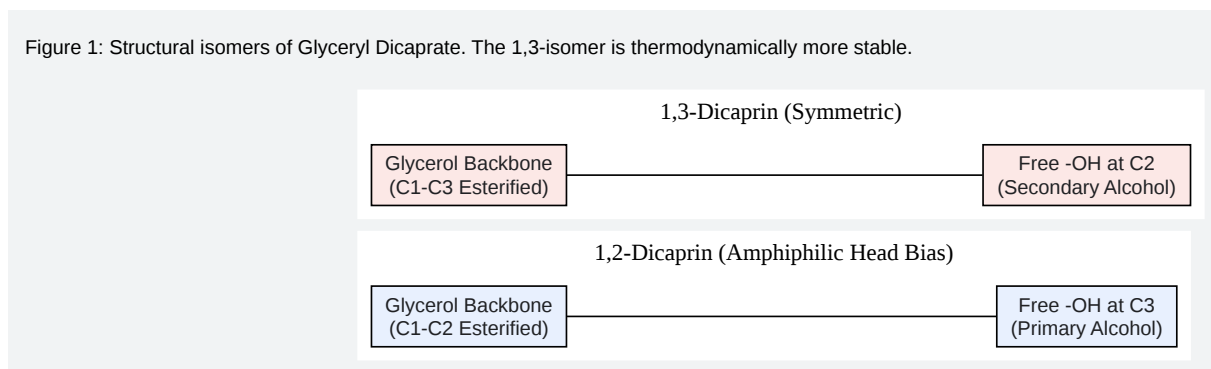 Figure 1: Structural isomers of Glyceryl Dicaprate. The 1,3-isomer is thermodynamically more stable.
1,3-Dicaprin (Symmetric)
Glycerol Backbone
(C1-C3 Esterified)
Free -OH at C2
(Secondary Alcohol)
1,2-Dicaprin (Amphiphilic Head Bias)
Glycerol Backbone
(C1-C2 Esterified)
Free -OH at C3
(Primary Alcohol)